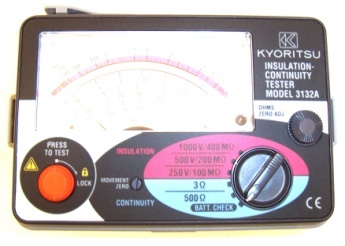 KYORITSU
INSULATION-
CONTINUITY
TESTER
MODEL 3132A
OHMS
ZERO ADJ
PRESS
TO TEST
LOCK
MOVEMENT
ZERO
INSULATION
1000V/400MΩ
500V/200MΩ
250V/100MΩ
3Ω
500Ω
CONTINUITY
BATT. CHECK
CE